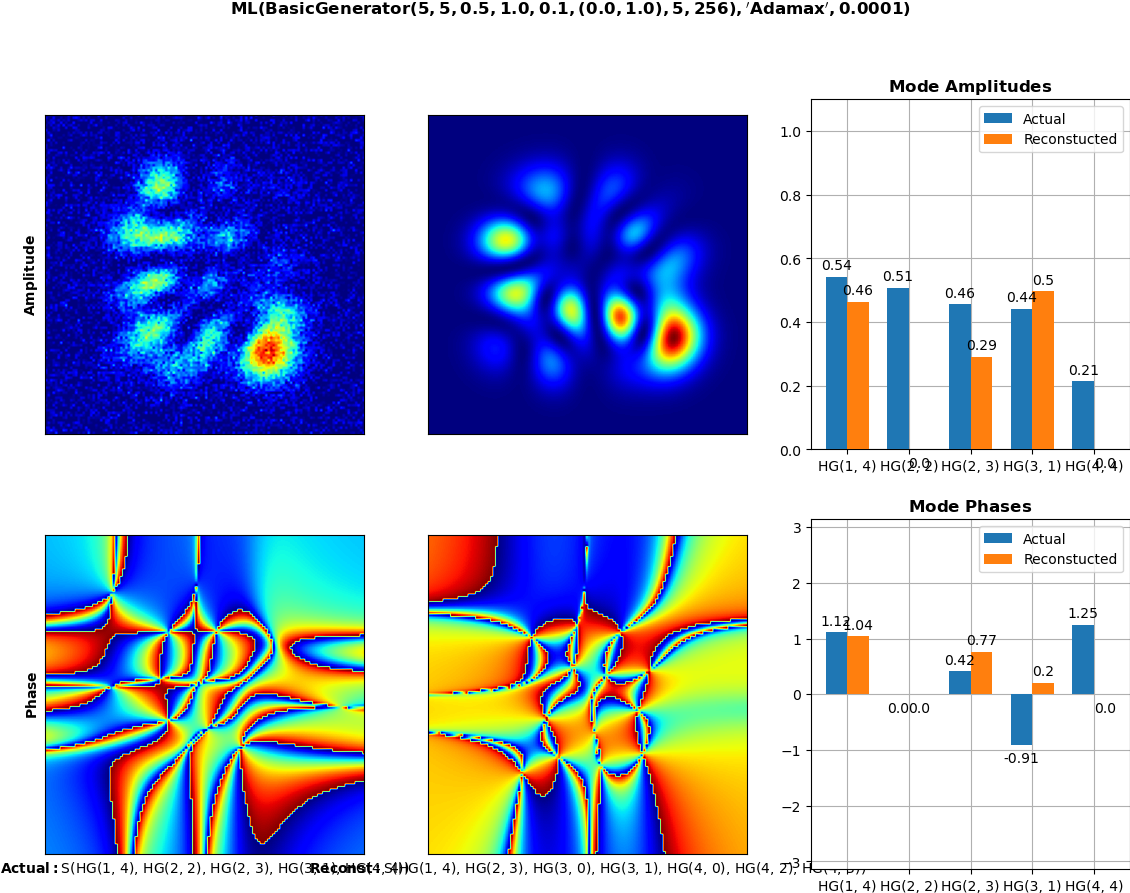 ML(BasicGenerator(5, 5, 0.5, 1.0, 0.1, (0.0, 1.0), 5, 256), ′Adamax′, 0.0001)
Mode Amplitudes
Amplitude
1.0
0.8
0.6
0.4
0.2
0.0
Actual
Reconstucted
0.54
0.46
0.51
0.0
0.46
0.29
0.44
0.5
0.21
0.0
HG(1, 4) HG(2, 2) HG(2, 3) HG(3, 1) HG(4, 4)
Mode Phases
Phase
3
2
1
0
−1
−2
−3
Actual
Reconstucted
1.12
1.04
0.0
0.0
0.42
0.77
-0.91
0.2
1.25
0.0
HG(1, 4) HG(2, 2) HG(2, 3) HG(3, 1) HG(4, 4)
Actual: S(HG(1, 4), HG(2, 2), HG(2, 3), HG(3, 1), HG(4, 4))
Reconst: S(HG(1, 4), HG(2, 3), HG(3, 0), HG(3, 1), HG(4, 0), HG(4, 2),